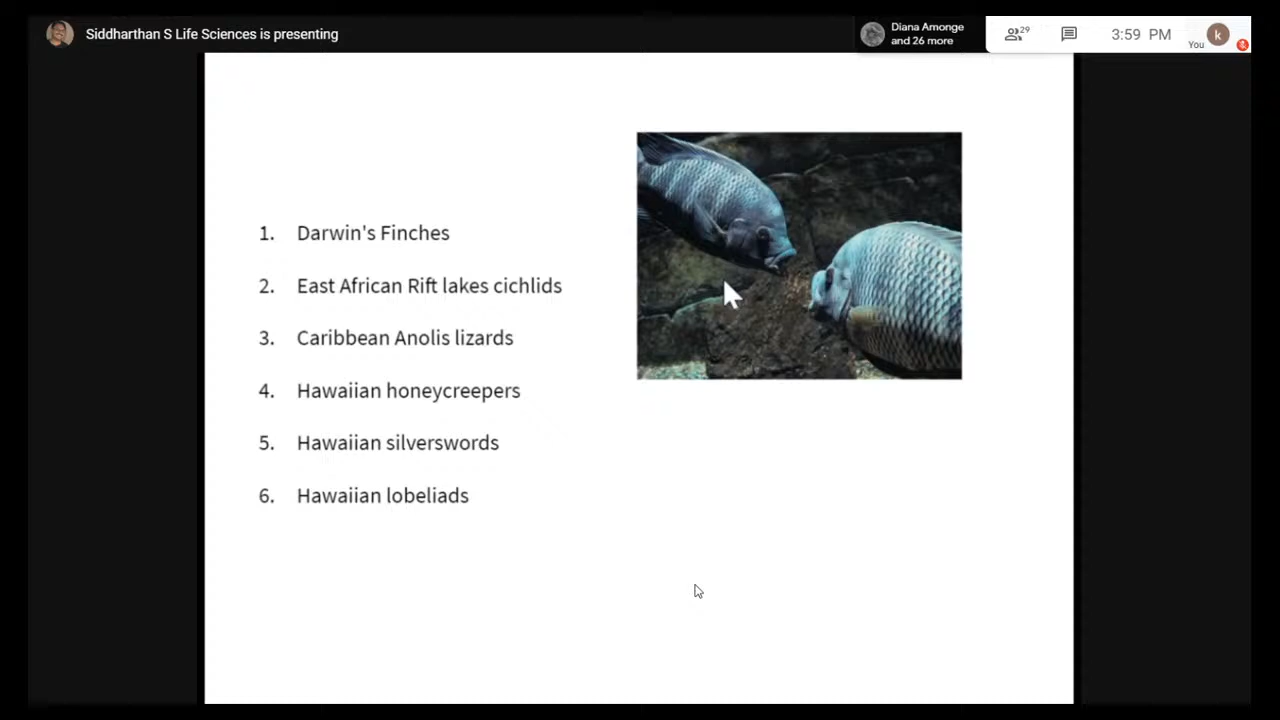 Siddharthan S Life Sciences is presenting
Diana Amonge
and 26 more
29
3:59 PM
You
k
1. Darwin's Finches
2. East African Rift lakes cichlids
3. Caribbean Anolis lizards
4. Hawaiian honeycreepers
5. Hawaiian silverswords
6. Hawaiian lobeliads